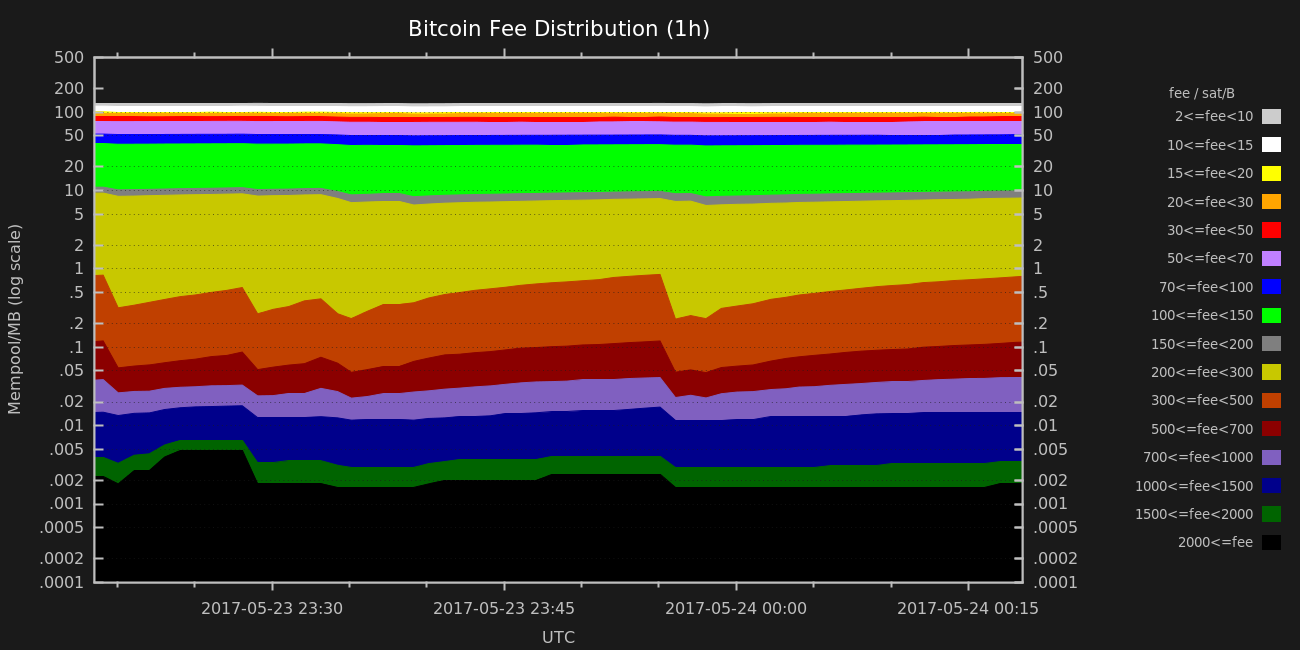 Bitcoin Fee Distribution (1h)
500
200
100
50
20
10
5
2
1
.5
.2
.1
.05
.02
.01
.005
.002
.001
.0005
.0002
.0001
Mempool/MB (log scale)
500
200
100
50
20
10
5
2
1
.5
.2
.1
.05
.02
.01
.005
.002
.001
.0005
.0002
.0001
2017-05-23 23:30
2017-05-23 23:45
2017-05-24 00:00
2017-05-24 00:15
UTC
fee / sat/B
2<=fee<10
10<=fee<15
15<=fee<20
20<=fee<30
30<=fee<50
50<=fee<70
70<=fee<100
100<=fee<150
150<=fee<200
200<=fee<300
300<=fee<500
500<=fee<700
700<=fee<1000
1000<=fee<1500
1500<=fee<2000
2000<=fee